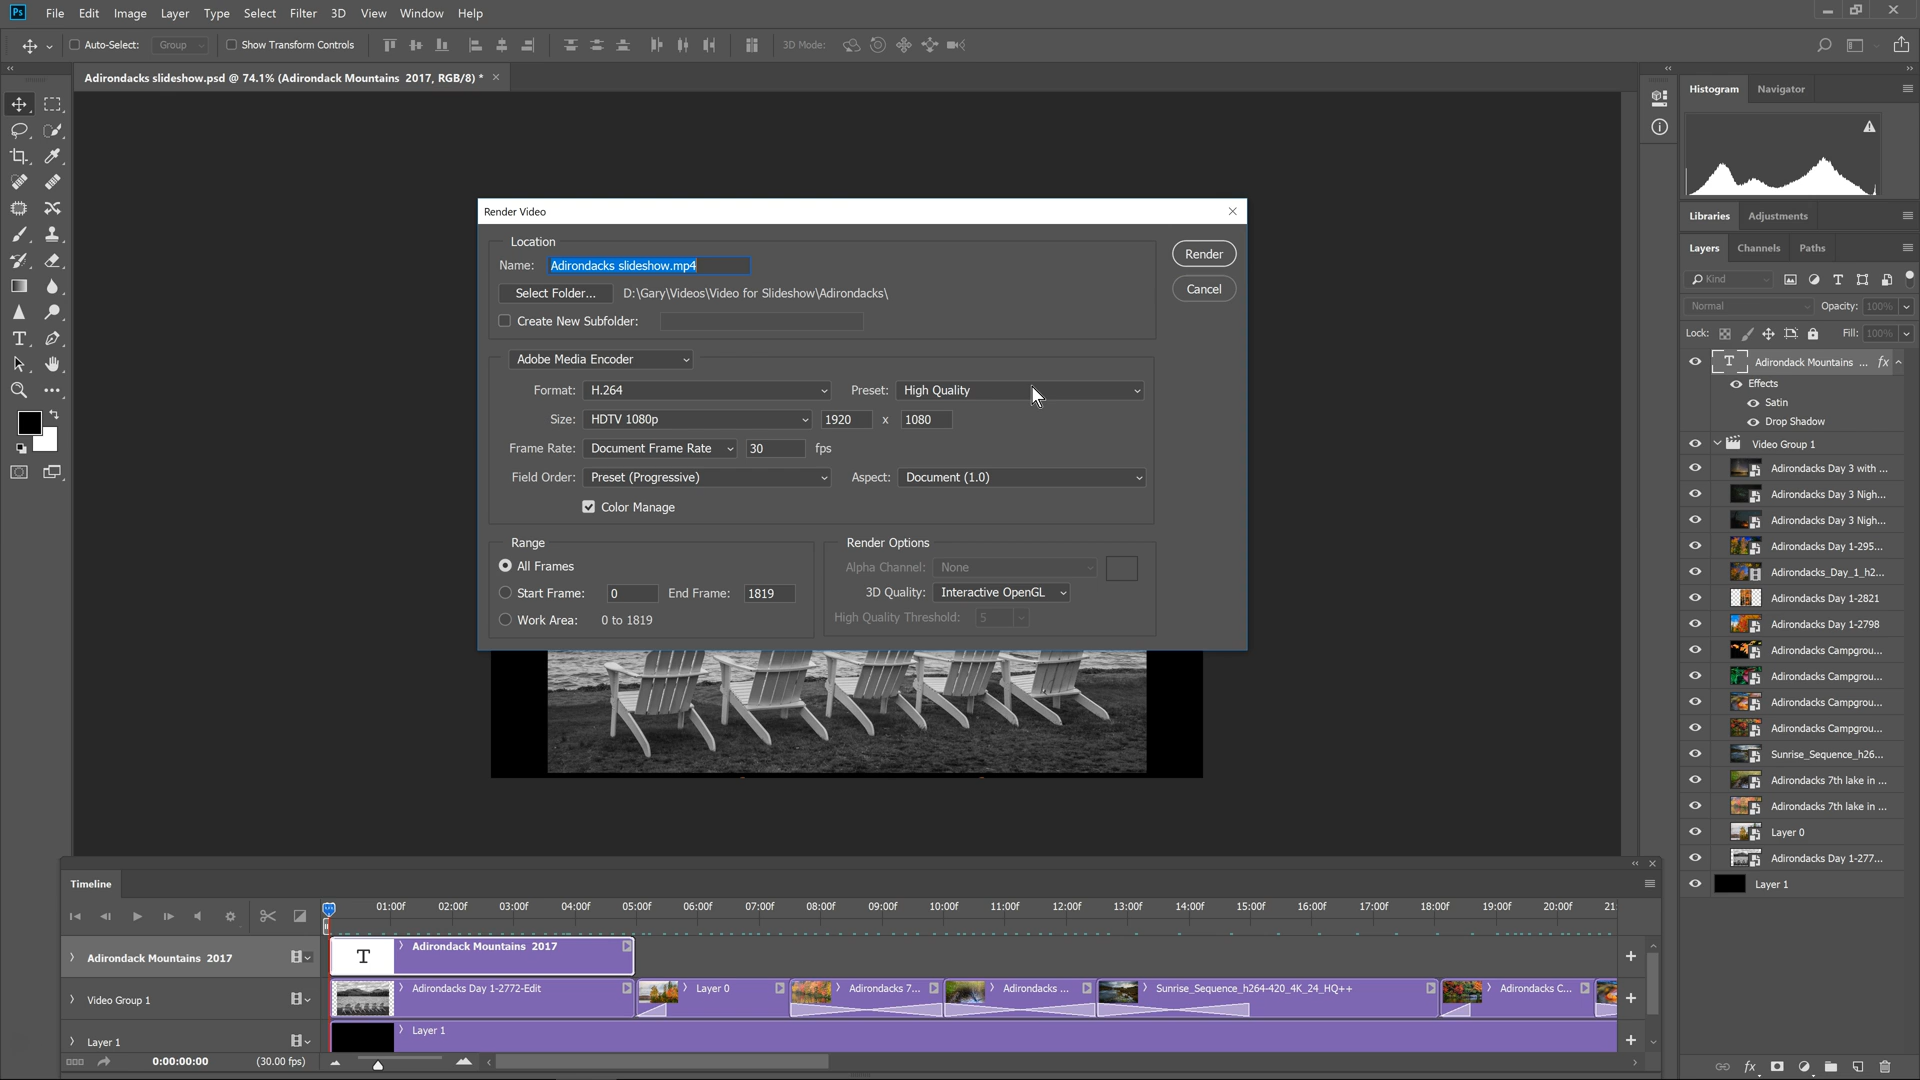 Ps File Edit Image Layer Type Select Filter 3D View Window Help
Auto-Select: Group Show Transform Controls 3D Mode:
Adirondacks slideshow.psd @ 74.1% (Adirondack Mountains 2017, RGB/8) *
Histogram Navigator
Libraries Adjustments
Layers Channels Paths
Kind
Normal Opacity: 100%
Lock: Fill: 100%
T Adirondack Mountains ... fx
Effects
Satin
Drop Shadow
Video Group 1
Adirondacks Day 3 with ...
Adirondacks Day 3 Nigh...
Adirondacks Day 3 Nigh...
Adirondacks Day 1-295...
Adirondacks_Day_1_h2...
Adirondacks Day 1-2821
Adirondacks Day 1-2798
Adirondacks Campgrou...
Adirondacks Campgrou...
Adirondacks Campgrou...
Adirondacks Campgrou...
Sunrise_Sequence_h26...
Adirondacks 7th lake in ...
Adirondacks 7th lake in ...
Layer 0
Adirondacks Day 1-277...
Layer 1
Render Video
Location
Name: Adirondacks slideshow.mp4
Select Folder... D:\Gary\Videos\Video for Slideshow\Adirondacks\
Create New Subfolder:
Render
Cancel
Adobe Media Encoder
Format: H.264 Preset: High Quality
Size: HDTV 1080p 1920 x 1080
Frame Rate: Document Frame Rate 30 fps
Field Order: Preset (Progressive) Aspect: Document (1.0)
Color Manage
Range
All Frames
Start Frame: 0 End Frame: 1819
Work Area: 0 to 1819
Render Options
Alpha Channel: None
3D Quality: Interactive OpenGL
High Quality Threshold: 5
Timeline
01:00f 02:00f 03:00f 04:00f 05:00f 06:00f 07:00f 08:00f 09:00f 10:00f 11:00f 12:00f 13:00f 14:00f 15:00f 16:00f 17:00f 18:00f 19:00f 20:00f 21:
Adirondack Mountains 2017 T Adirondack Mountains 2017
Video Group 1 Adirondacks Day 1-2772-Edit Layer 0 Adirondacks 7... Adirondacks ... Sunrise_Sequence_h264-420_4K_24_HQ++ Adirondacks C...
Layer 1 Layer 1
0:00:00:00 (30.00 fps)
fx